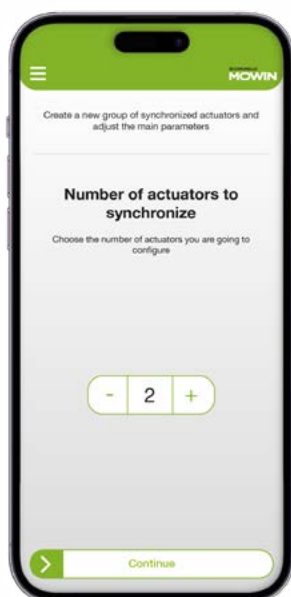 MOWIN
Create a new group of synchronized actuators and
adjust the main parameters
Number of actuators to
synchronize
Choose the number of actuators you are going to
configure
- 2 +
Continue